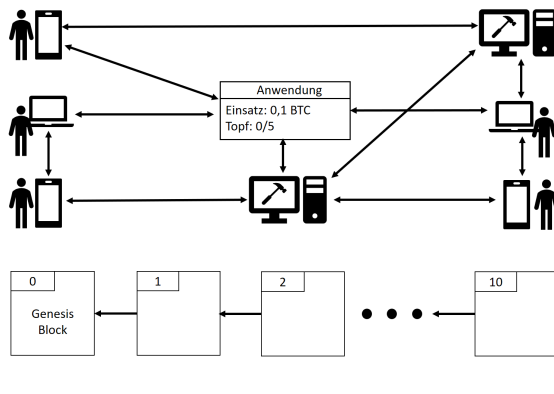 Anwendung
Einsatz: 0,1 BTC
Topf: 0/5
0
1
2
10
Genesis
Block